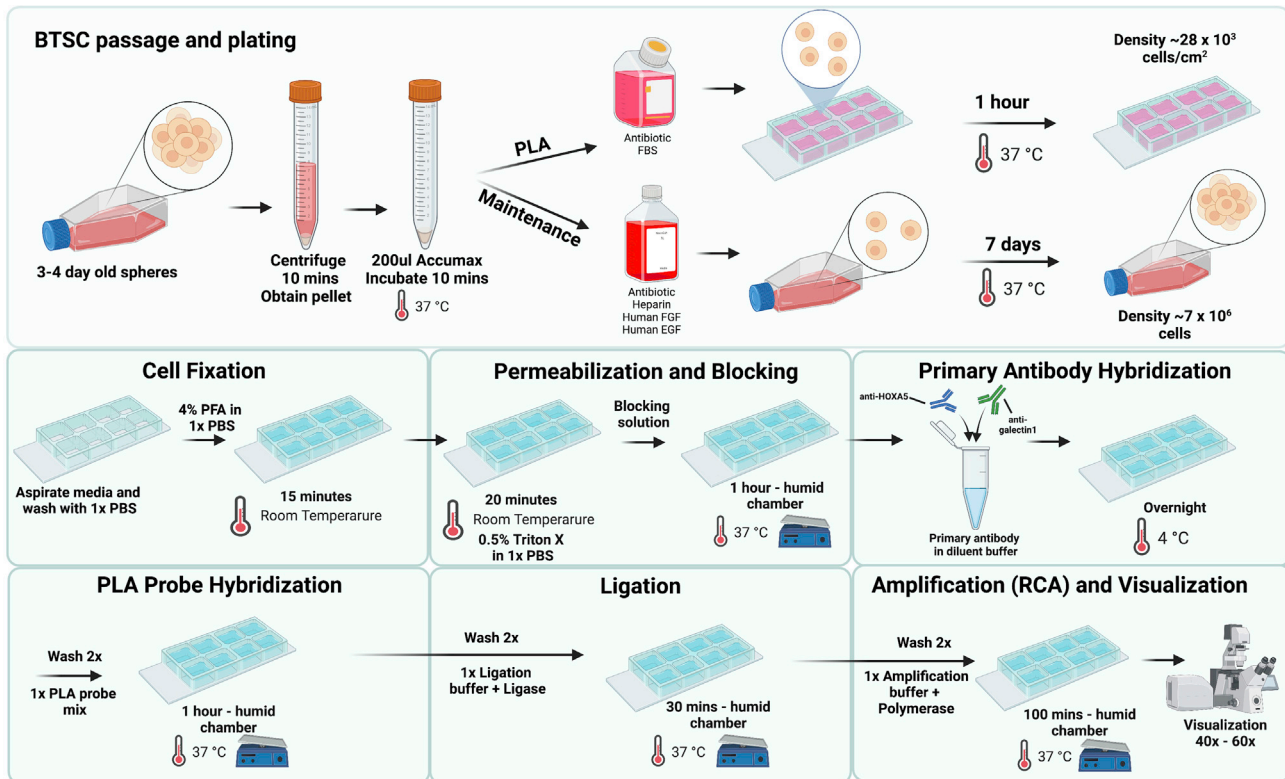 BTSC passage and plating
3-4 day old spheres
Centrifuge
10 mins
Obtain pellet
200ul Accumax
Incubate 10 mins
37 °C
PLA
Maintenance
Antibiotic
FBS
Antibiotic
Heparin
Human FGF
Human EGF
1 hour
37 °C
Density ~28 x 10³
cells/cm²
7 days
37 °C
Density ~7 x 10⁶
cells
Cell Fixation
Aspirate media and
wash with 1x PBS
4% PFA in
1x PBS
15 minutes
Room Temperarure
Permeabilization and Blocking
20 minutes
Room Temperarure
0.5% Triton X
in 1x PBS
Blocking
solution
1 hour - humid
chamber
37 °C
Primary Antibody Hybridization
anti-HOXA5
anti-
galectin1
Primary antibody
in diluent buffer
Overnight
4 °C
PLA Probe Hybridization
Wash 2x
1x PLA probe
mix
1 hour - humid
chamber
37 °C
Ligation
Wash 2x
1x Ligation
buffer + Ligase
30 mins - humid
chamber
37 °C
Amplification (RCA) and Visualization
Wash 2x
1x Amplification
buffer +
Polymerase
100 mins - humid
chamber
37 °C
Visualization
40x - 60x